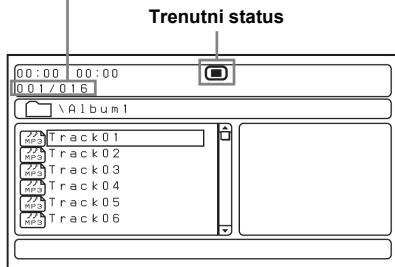 Trenutni status
00:00 00:00
001/016
\Album1
MP3 Track01
MP3 Track02
MP3 Track03
MP3 Track04
MP3 Track05
MP3 Track06